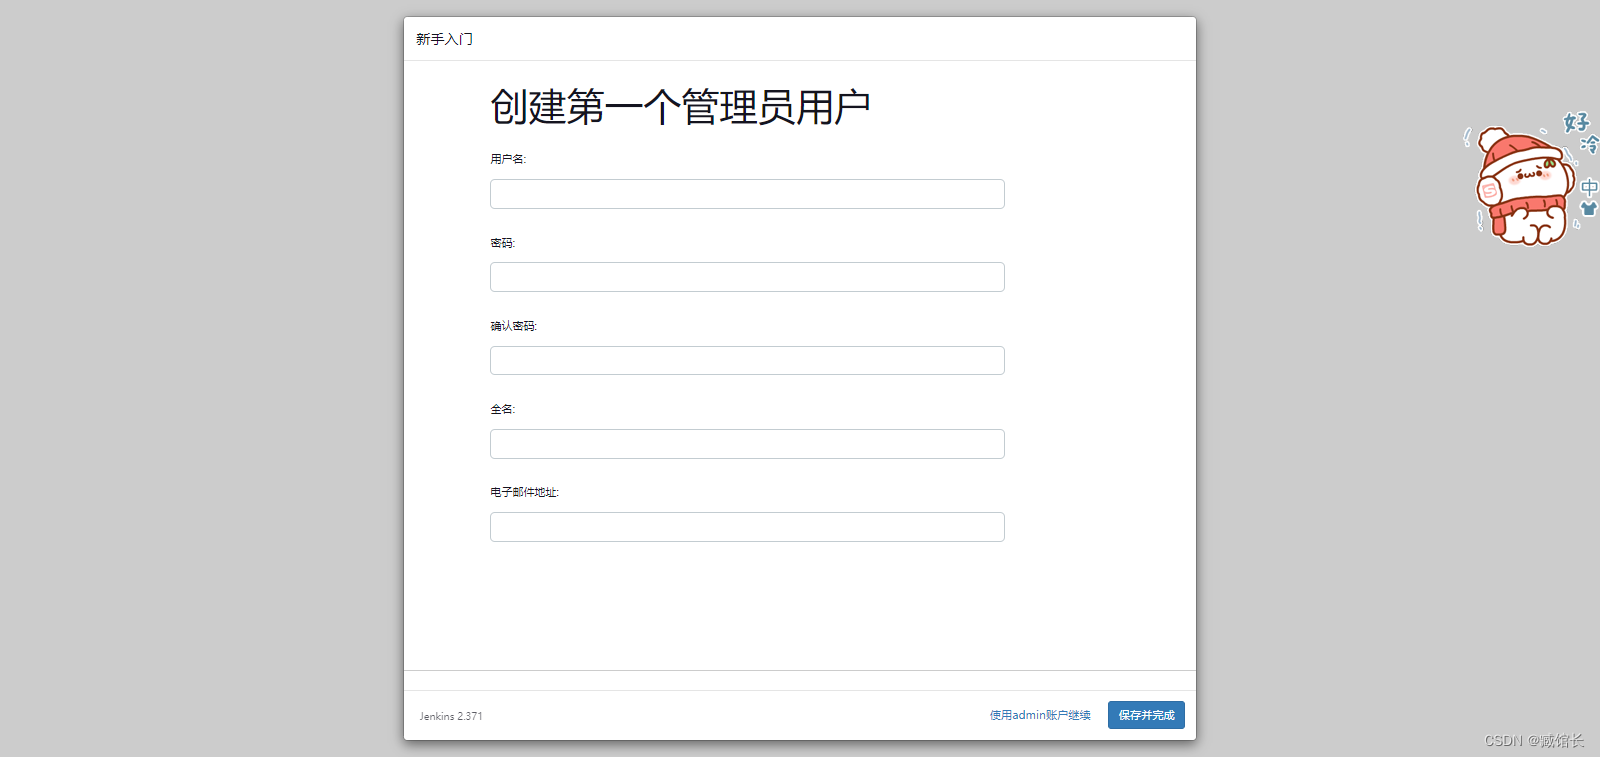 新手入门
创建第一个管理员用户
用户名:
密码:
确认密码:
全名:
电子邮件地址:
Jenkins 2.371
使用admin账户继续
保存并完成
好
冷
中
S
CSDN @臧馆长